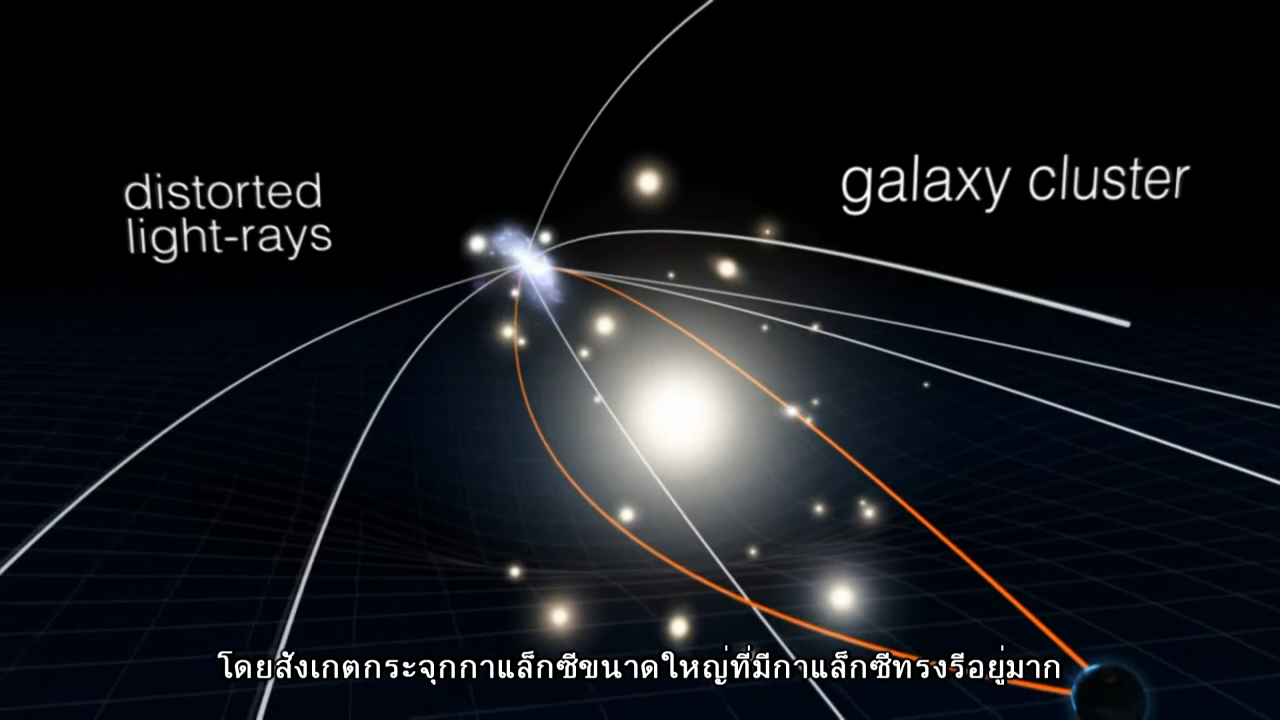 distorted
light-rays
galaxy cluster
โดยสังเกตกระจุกกาแล็กซีขนาดใหญ่ที่มีกาแล็กซีทรงรีอยู่มาก